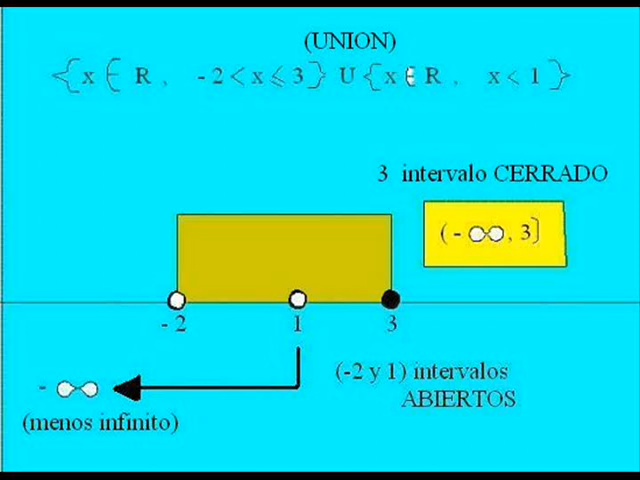 (UNION)
{x ∈ R , -2 < x ⩽ 3} U {x ∈ R , x < 1}
3 intervalo CERRADO
(-∞, 3]
-2 1 3
-∞
(menos infinito)
(-2 y 1) intervalos
ABIERTOS